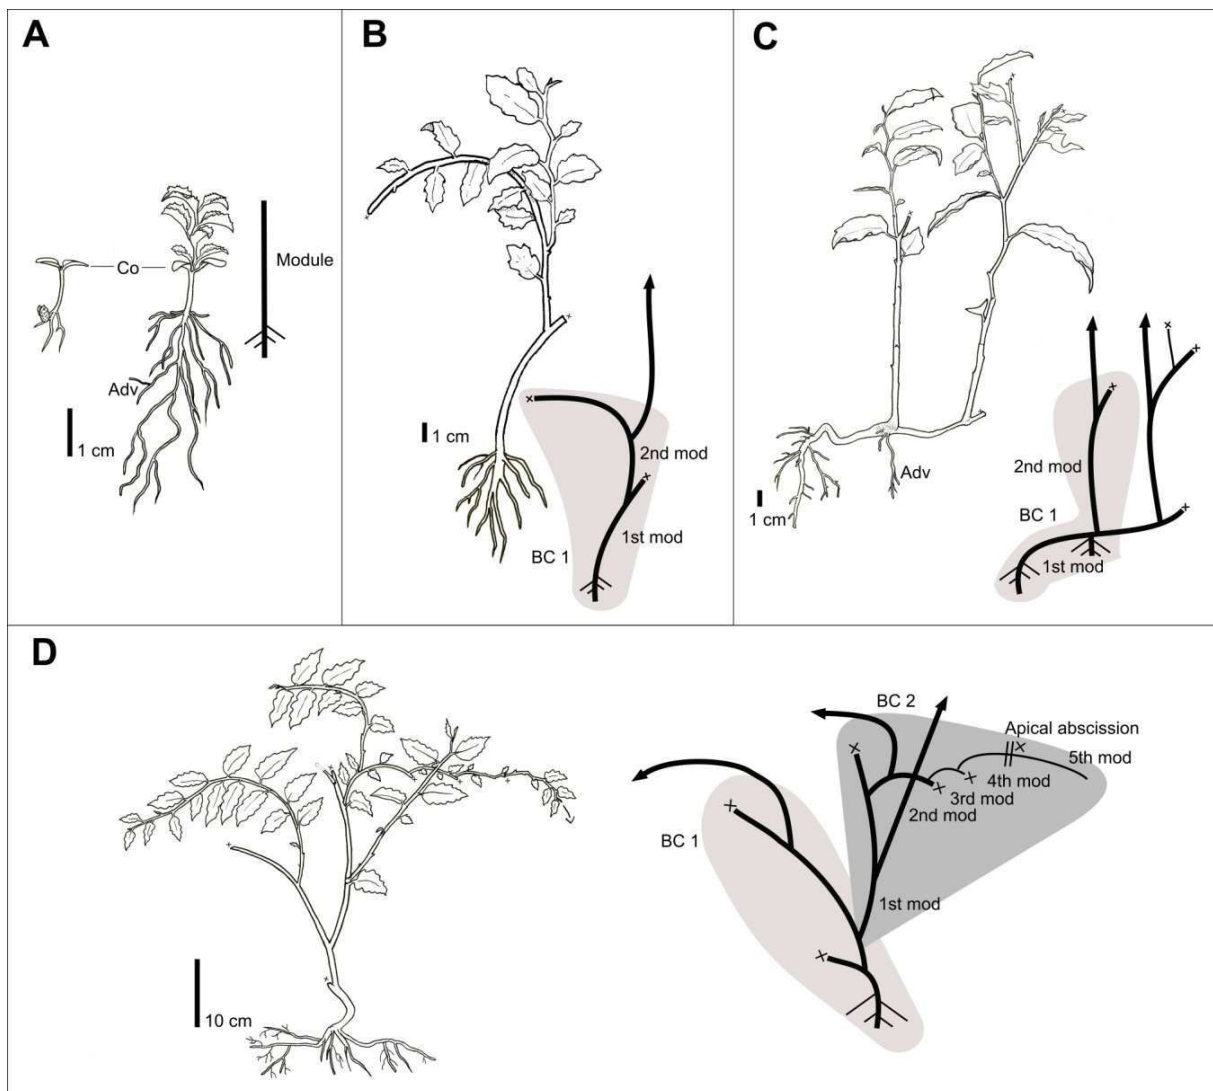 A
Co
Module
Adv
1 cm
B
1 cm
2nd mod
1st mod
BC 1
C
Adv
1 cm
2nd mod
BC 1
1st mod
D
10 cm
BC 1
BC 2
Apical abscission
5th mod
4th mod
3rd mod
2nd mod
1st mod